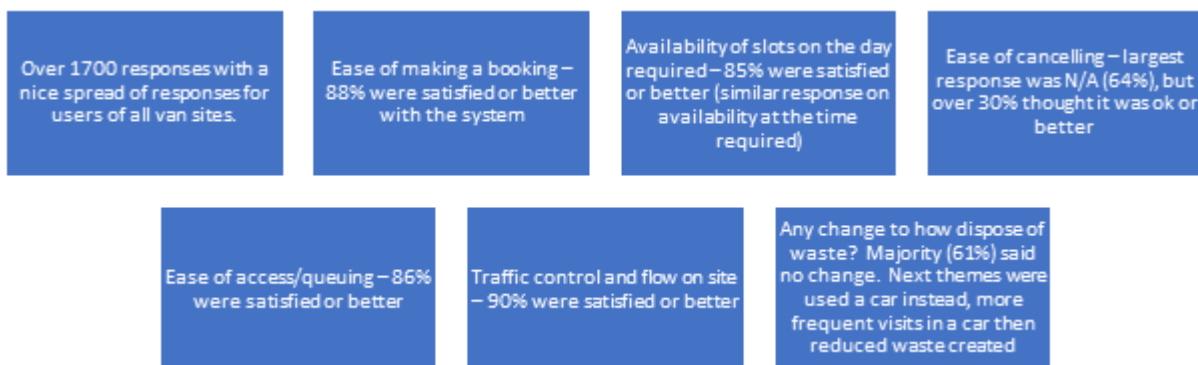 Over 1700 responses with a
nice spread of responses for
users of all van sites.
Ease of making a booking –
88% were satisfied or better
with the system
Availability of slots on the day
required – 85% were satisfied
or better (similar response on
availability at the time
required)
Ease of cancelling – largest
response was N/A (64%), but
over 30% thought it was ok or
better
Ease of access/queuing – 86%
were satisfied or better
Traffic control and flow on site
– 90% were satisfied or better
Any change to how dispose of
waste? Majority (61%) said
no change. Next themes were
used a car instead, more
frequent visits in a car then
reduced waste created